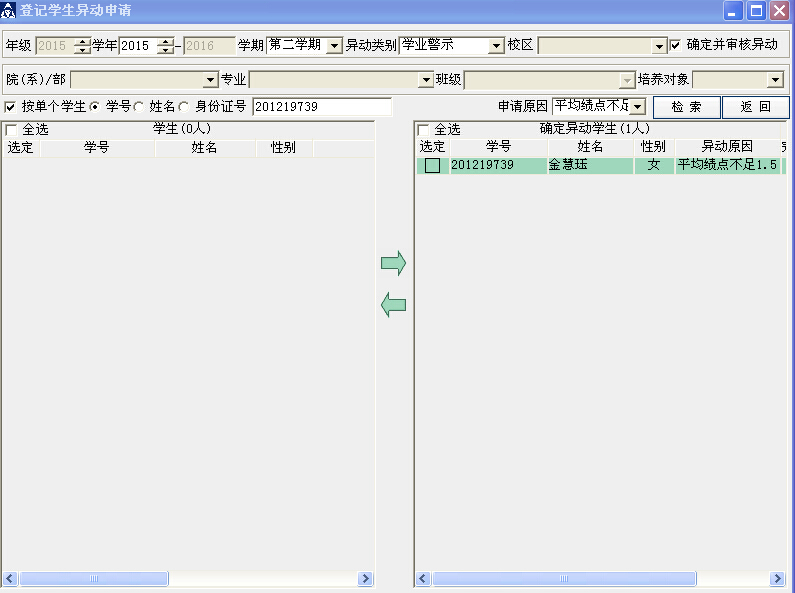 登记学生异动申请
年级 2015 学年 2015 - 2016 学期 第二学期 异动类别 学业警示 校区 确定并审核异动
院(系)/部 专业 班级 培养对象
按单个学生 学号 姓名 身份证号 201219739 申请原因 平均绩点不足 检 索 返 回
全选 学生(0人)
选定 学号 姓名 性别
全选 确定异动学生(1人)
选定 学号 姓名 性别 异动原因
201219739 金慧珏 女 平均绩点不足1.5